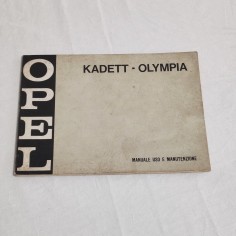 OPEL
KADETT - OLYMPIA
MANUALE USO E MANUTENZIONE